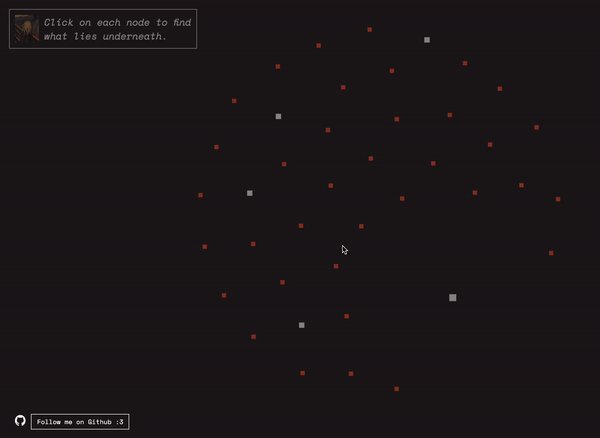 Click on each node to find
what lies underneath.
Follow me on Github :3